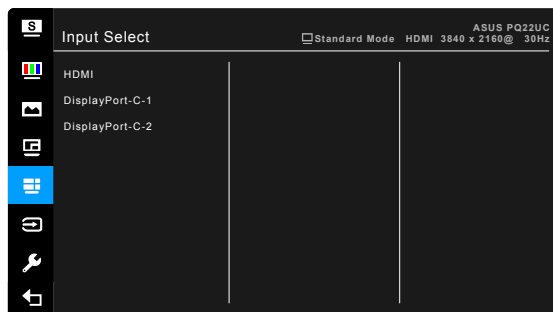 S
ASUS PQ22UC
Input Select
Standard Mode HDMI 3840 x 2160@ 30Hz
HDMI
DisplayPort-C-1
DisplayPort-C-2